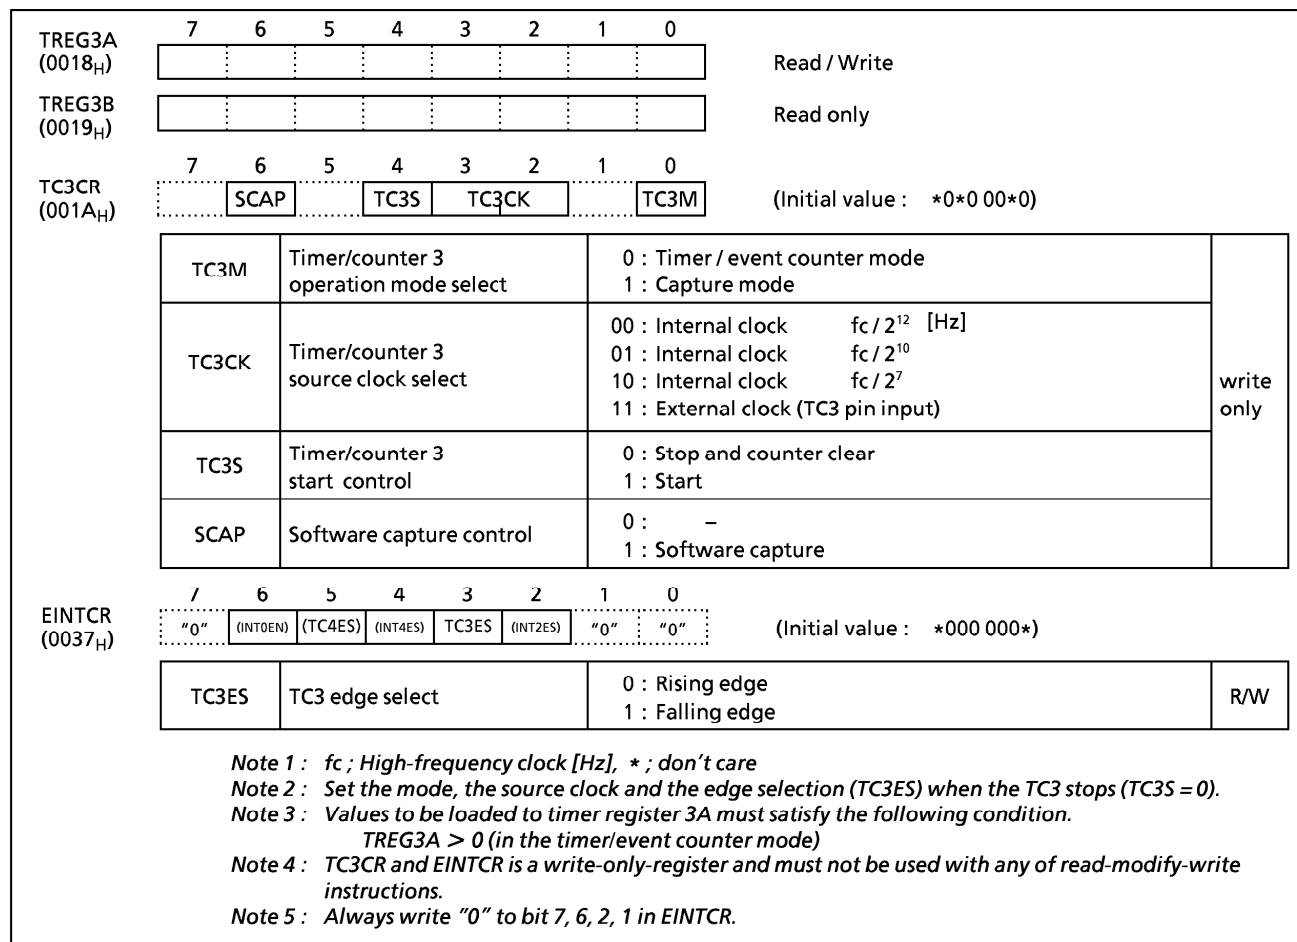 7 6 5 4 3 2 1 0
TREG3A
(0018H) Read / Write
TREG3B
(0019H) Read only
7 6 5 4 3 2 1 0
TC3CR
(001AH) SCAP TC3S TC3CK TC3M (Initial value : *0*0 00*0)
TC3M Timer/counter 3 operation mode select 0 : Timer / event counter mode
1 : Capture mode
TC3CK Timer/counter 3 source clock select 00 : Internal clock fc / 2¹² [Hz]
01 : Internal clock fc / 2¹⁰
10 : Internal clock fc / 2⁷
11 : External clock (TC3 pin input)
write only
TC3S Timer/counter 3 start control 0 : Stop and counter clear
1 : Start
SCAP Software capture control 0 : –
1 : Software capture
7 6 5 4 3 2 1 0
EINTCR
(0037H) "0" (INT0EN) (TC4ES) (INT4ES) TC3ES (INT2ES) "0" "0" (Initial value : *000 000*)
TC3ES TC3 edge select 0 : Rising edge
1 : Falling edge
R/W
Note 1 : fc ; High-frequency clock [Hz], * ; don't care
Note 2 : Set the mode, the source clock and the edge selection (TC3ES) when the TC3 stops (TC3S = 0).
Note 3 : Values to be loaded to timer register 3A must satisfy the following condition.
TREG3A > 0 (in the timer/event counter mode)
Note 4 : TC3CR and EINTCR is a write-only-register and must not be used with any of read-modify-write
instructions.
Note 5 : Always write "0" to bit 7, 6, 2, 1 in EINTCR.